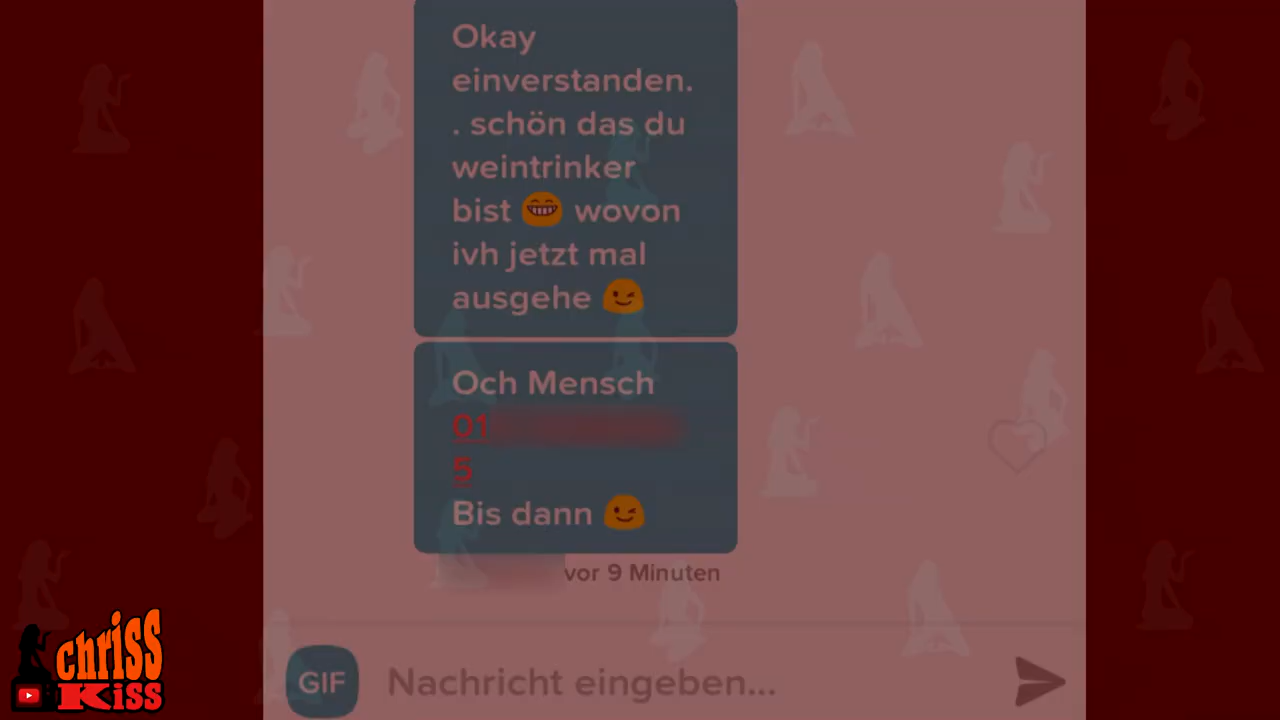 Okay
einverstanden.
. schön das du
weintrinker
bist 😁 wovon
ivh jetzt mal
ausgehe 😉
Och Mensch
01
5
Bis dann 😉
vor 9 Minuten
GIF Nachricht eingeben...
chriss
Kiss